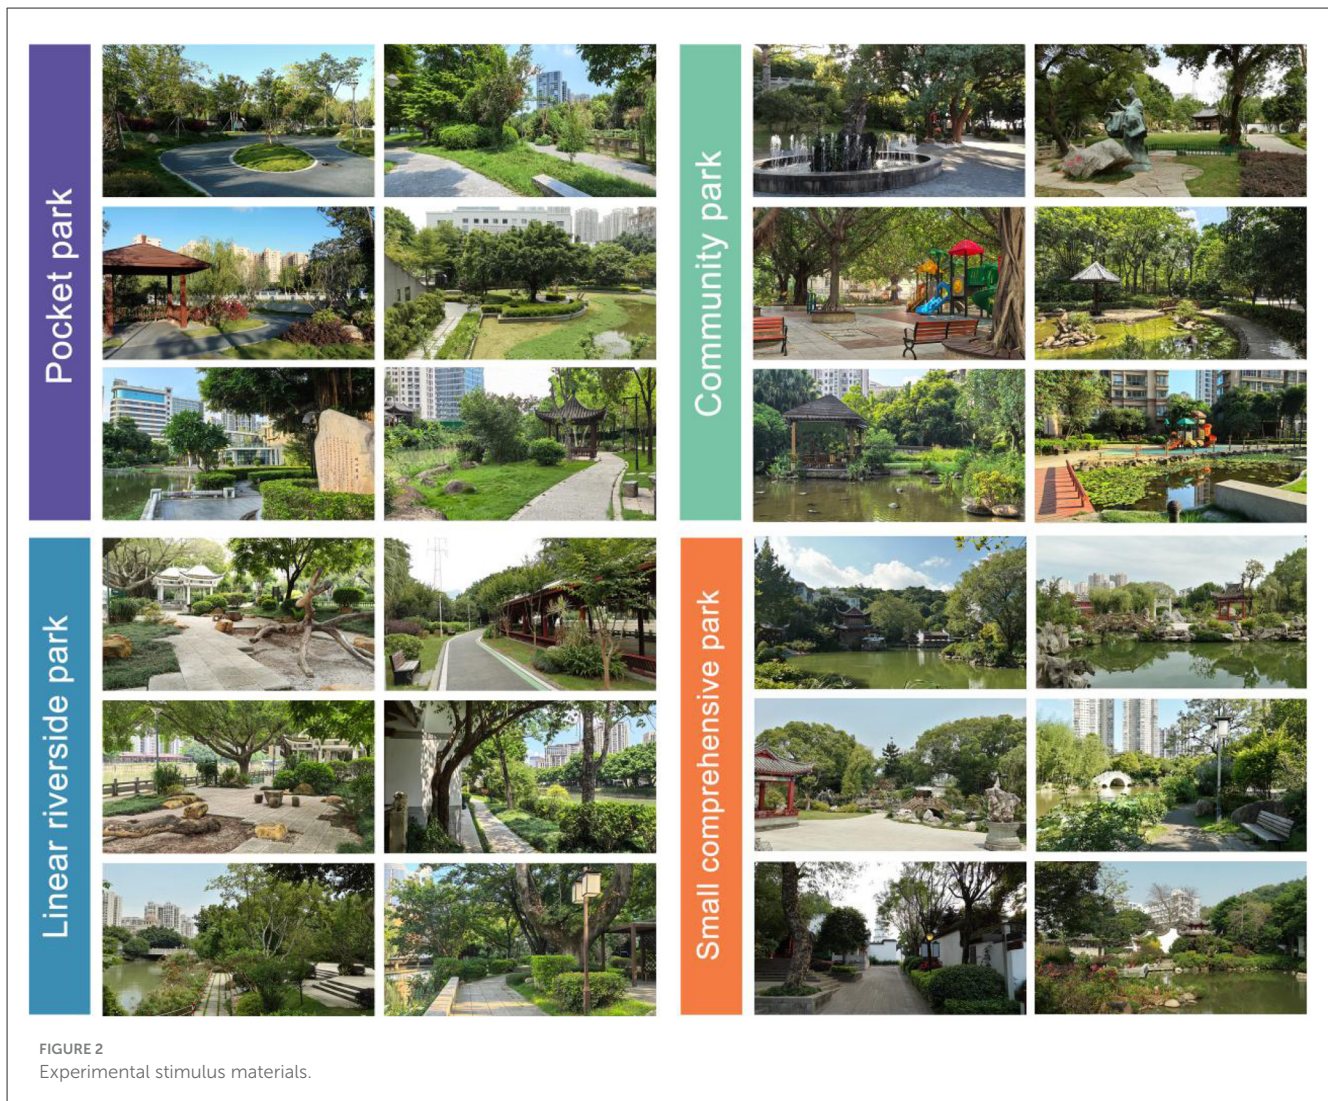 Pocket park
Community park
Linear riverside park
Small comprehensive park
FIGURE 2
Experimental stimulus materials.